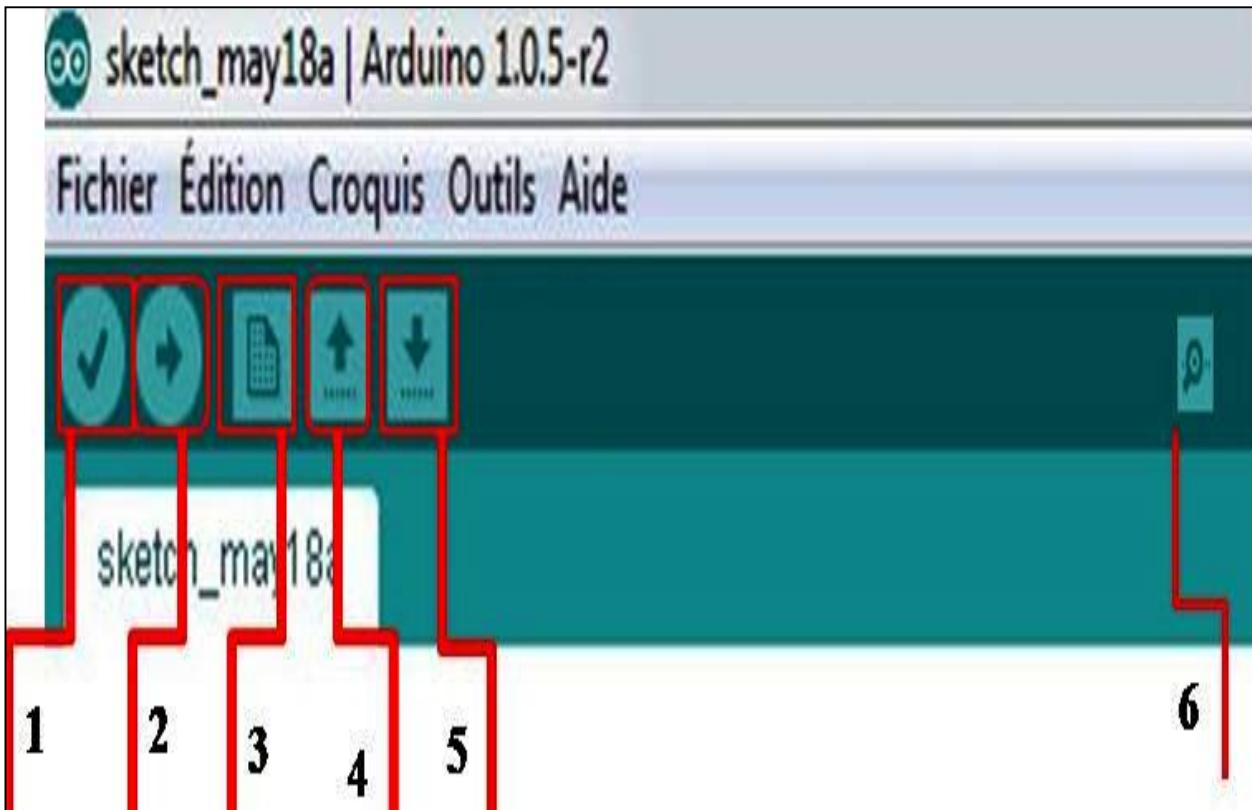 sketch_may18a | Arduino 1.0.5-r2
Fichier Édition Croquis Outils Aide
sketch_may18a
1 2 3 4 5 6